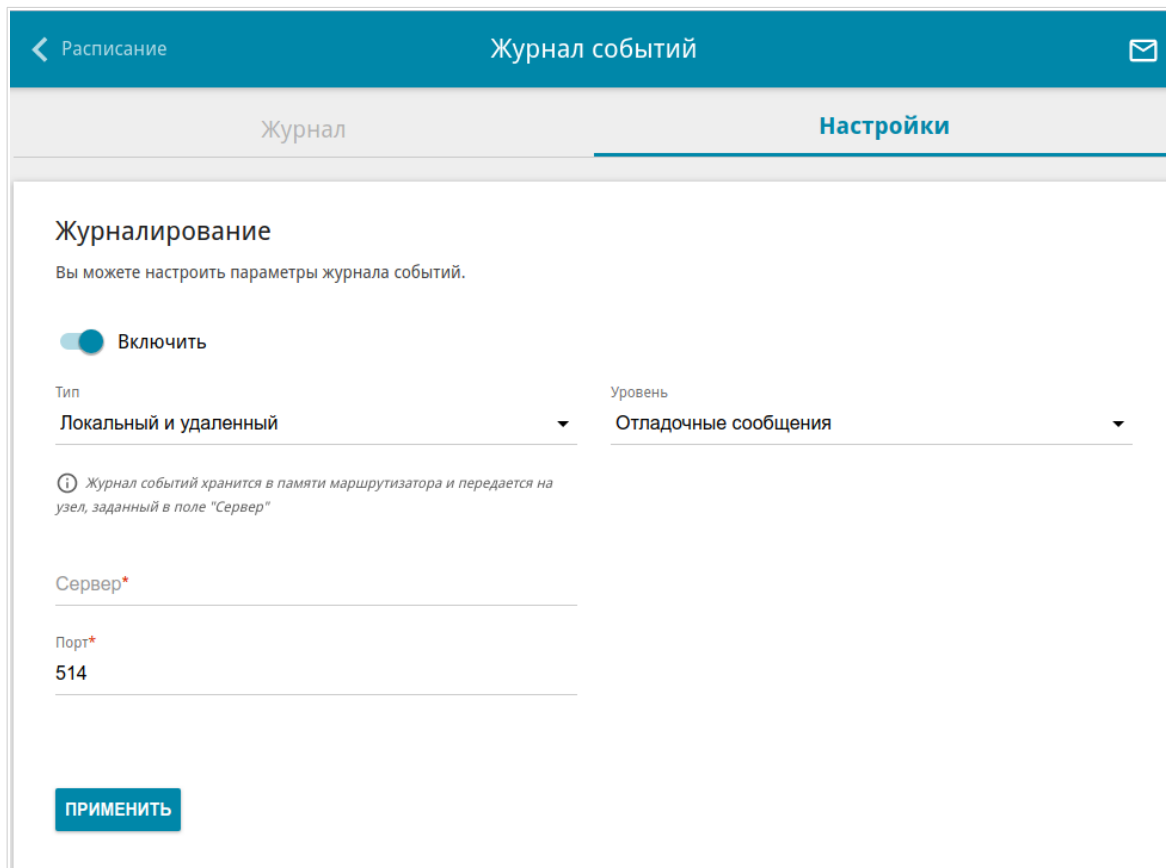 Расписание
Журнал событий
Журнал
Настройки
Журналирование
Вы можете настроить параметры журнала событий.
Включить
Тип
Уровень
Локальный и удаленный
Отладочные сообщения
Журнал событий хранится в памяти маршрутизатора и передается на
узел, заданный в поле "Сервер"
Сервер*
Порт*
514
ПРИМЕНИТЬ